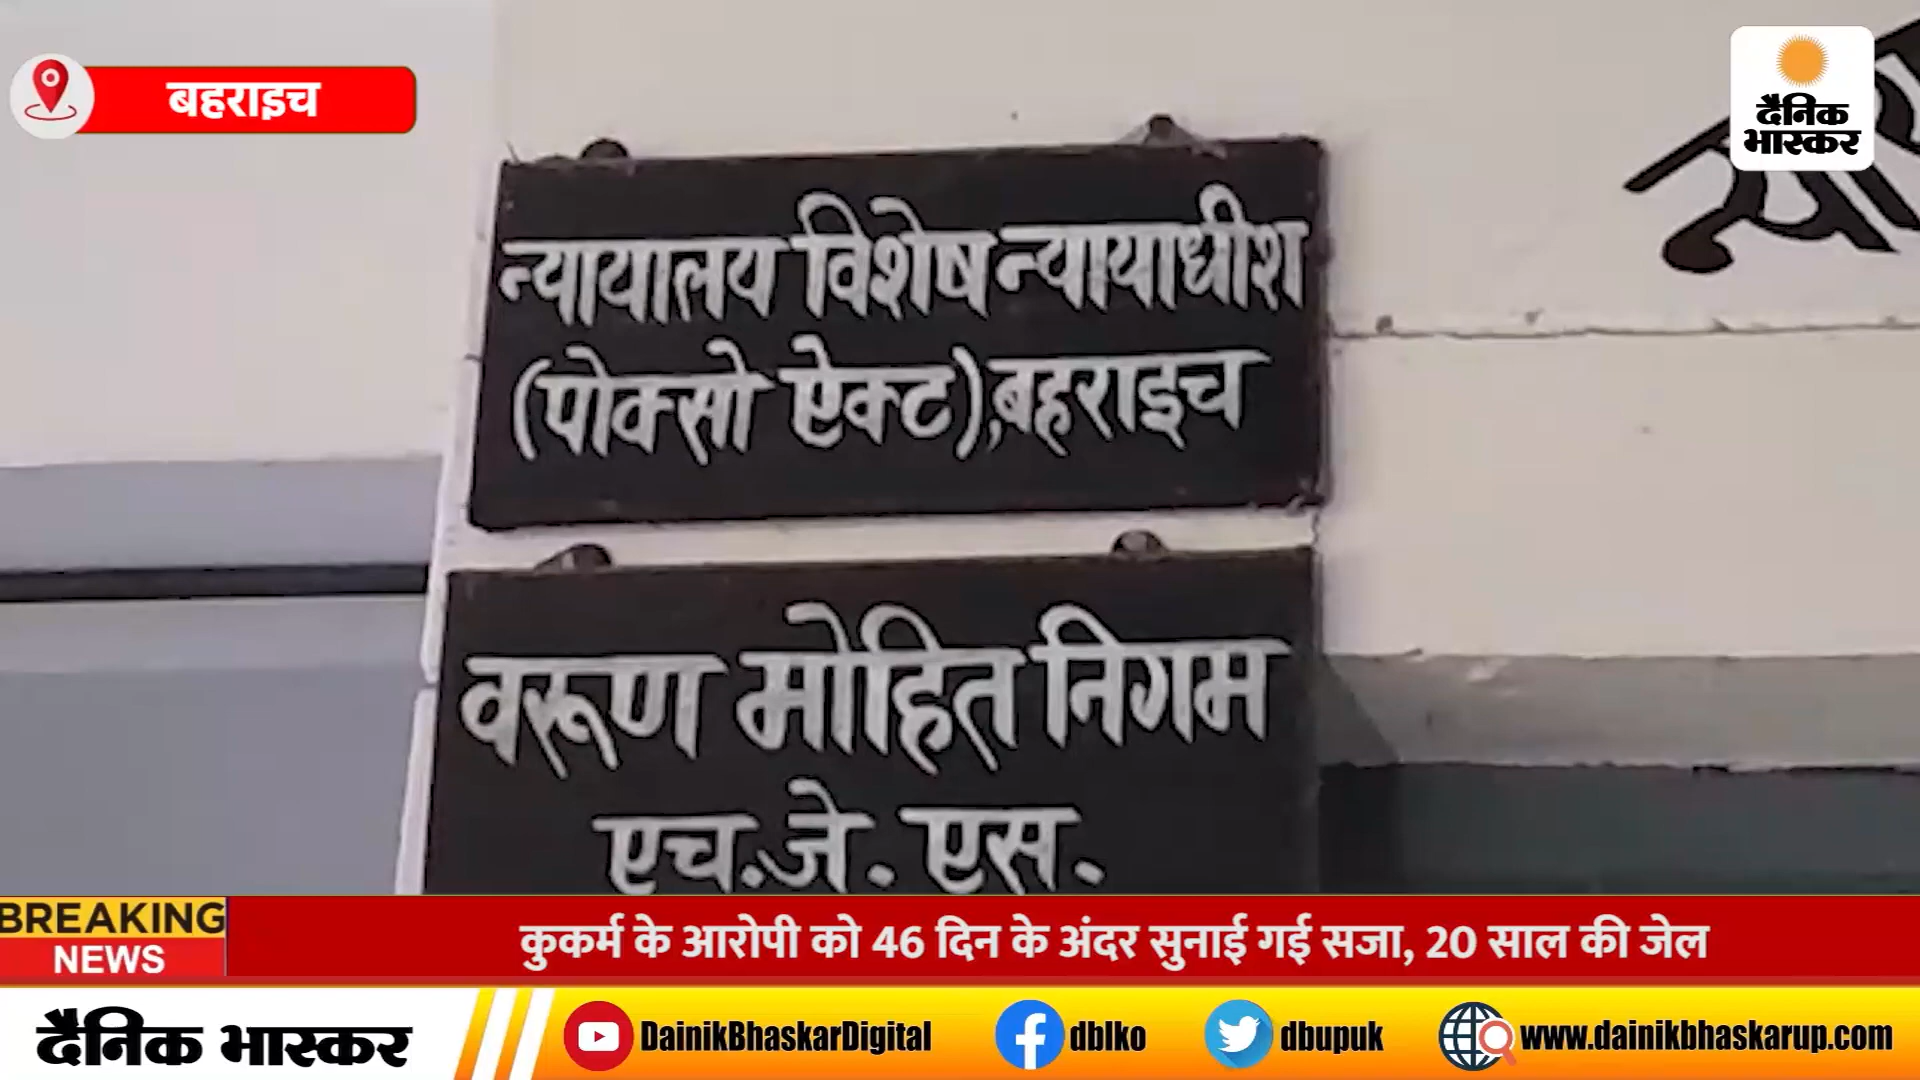 बहराइच
दैनिक
भास्कर
न्यायालय विशेष न्यायाधीश
(पोक्सो ऐक्ट),बहराइच
वरूण मोहित निगम
एच.जे. एस.
BREAKING
NEWS
कुकर्म के आरोपी को 46 दिन के अंदर सुनाई गई सजा, 20 साल की जेल
दैनिक भास्कर
DainikBhaskarDigital
dblko
dbupuk
www.dainikbhaskarup.com